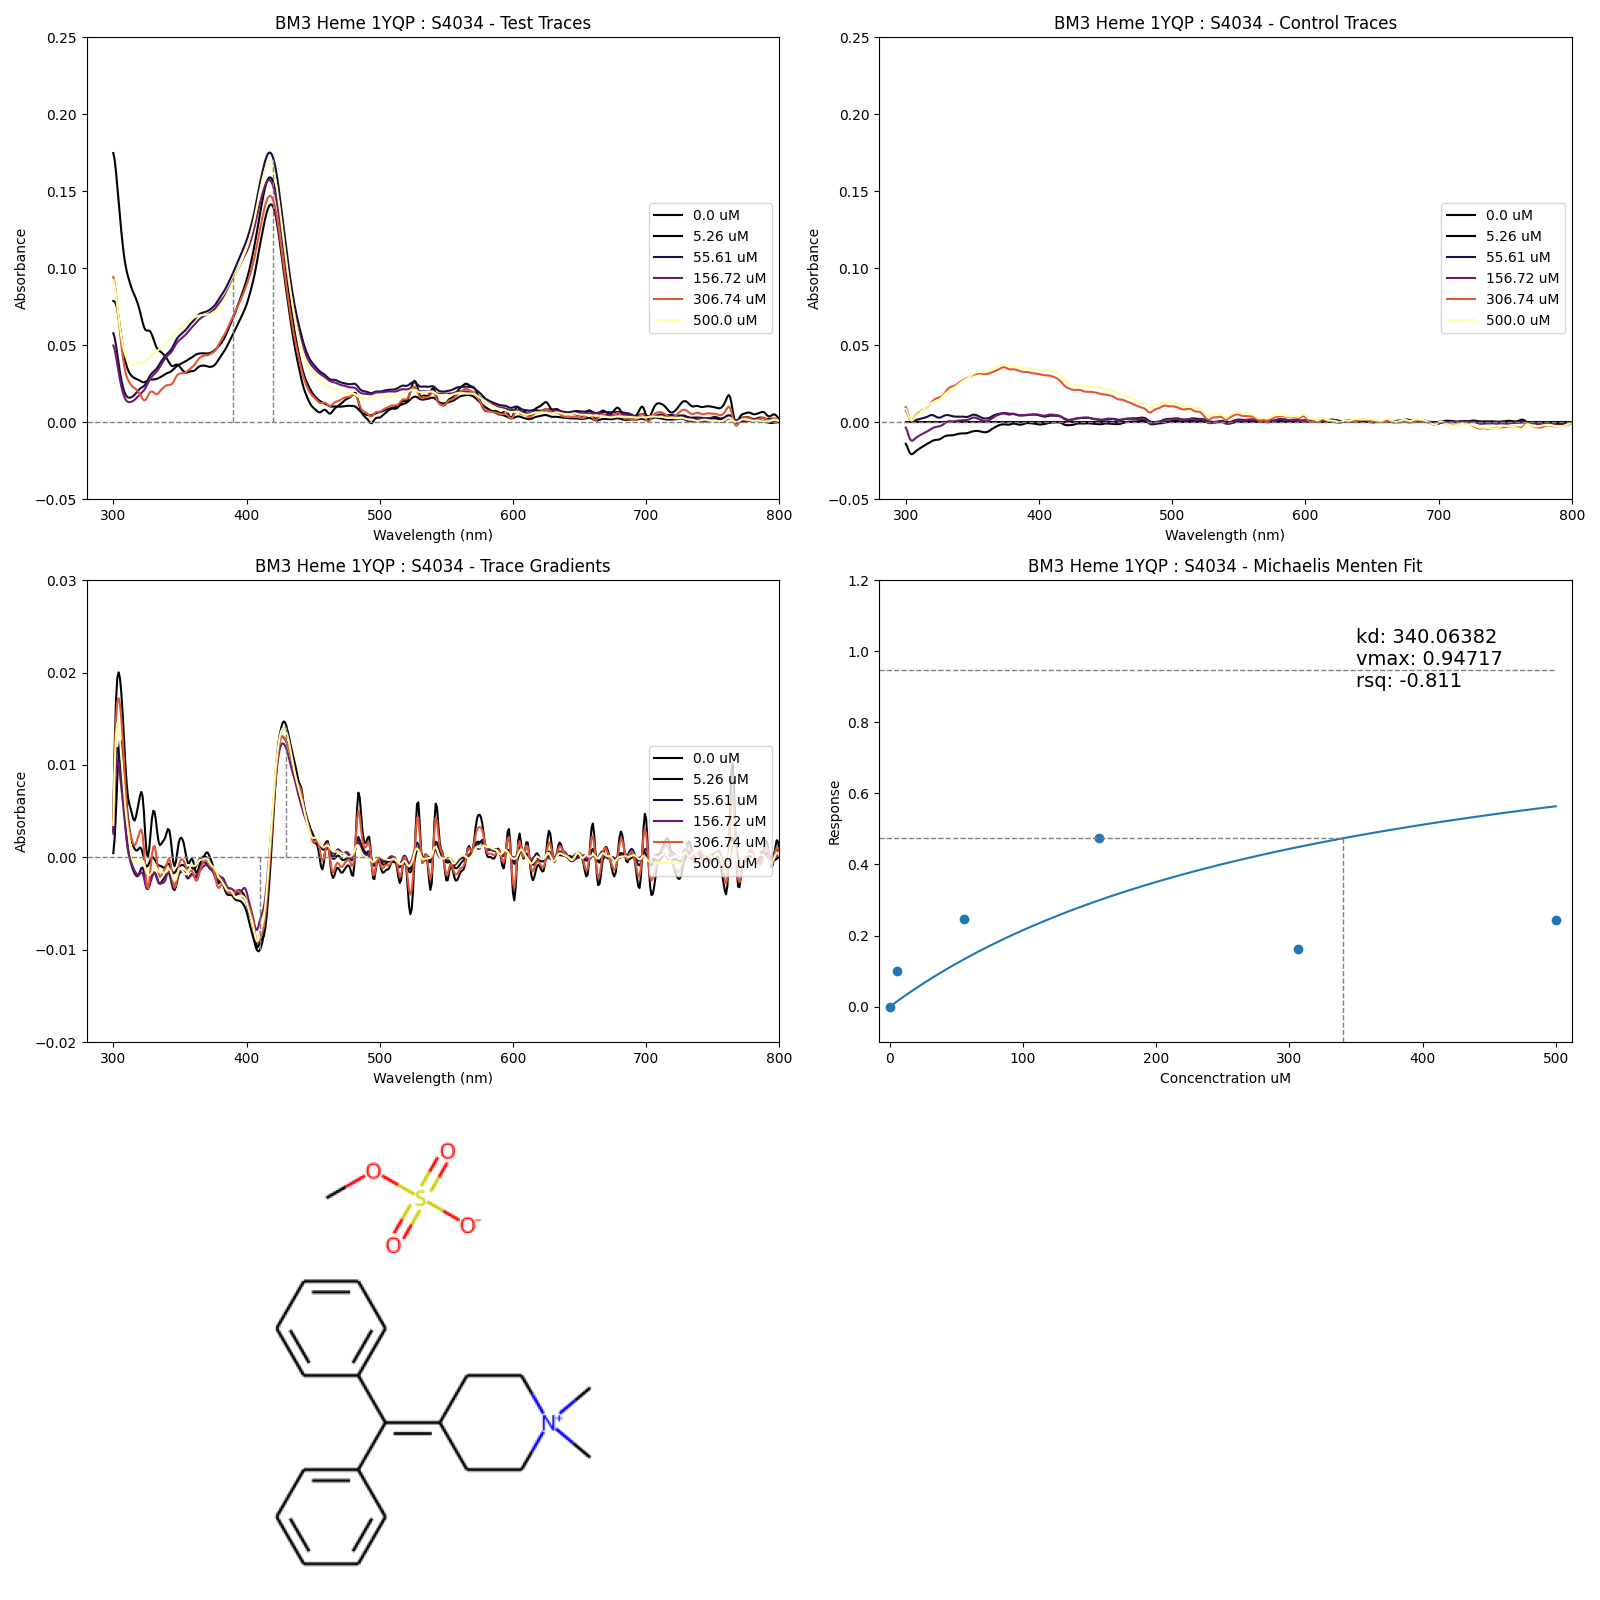 BM3 Heme 1YQP : S4034 - Test Traces
0.25
0.20
0.15
0.10
0.05
0.00
−0.05
Absorbance
300 400 500 600 700 800
Wavelength (nm)
0.0 uM
5.26 uM
55.61 uM
156.72 uM
306.74 uM
500.0 uM
BM3 Heme 1YQP : S4034 - Control Traces
0.25
0.20
0.15
0.10
0.05
0.00
−0.05
Absorbance
300 400 500 600 700 800
Wavelength (nm)
0.0 uM
5.26 uM
55.61 uM
156.72 uM
306.74 uM
500.0 uM
BM3 Heme 1YQP : S4034 - Trace Gradients
0.03
0.02
0.01
0.00
−0.01
−0.02
Absorbance
300 400 500 600 700 800
Wavelength (nm)
0.0 uM
5.26 uM
55.61 uM
156.72 uM
306.74 uM
500.0 uM
BM3 Heme 1YQP : S4034 - Michaelis Menten Fit
1.2
1.0
0.8
0.6
0.4
0.2
0.0
Response
0 100 200 300 400 500
Concenctration uM
kd: 340.06382
vmax: 0.94717
rsq: -0.811
O
O
S
O-
O
N+